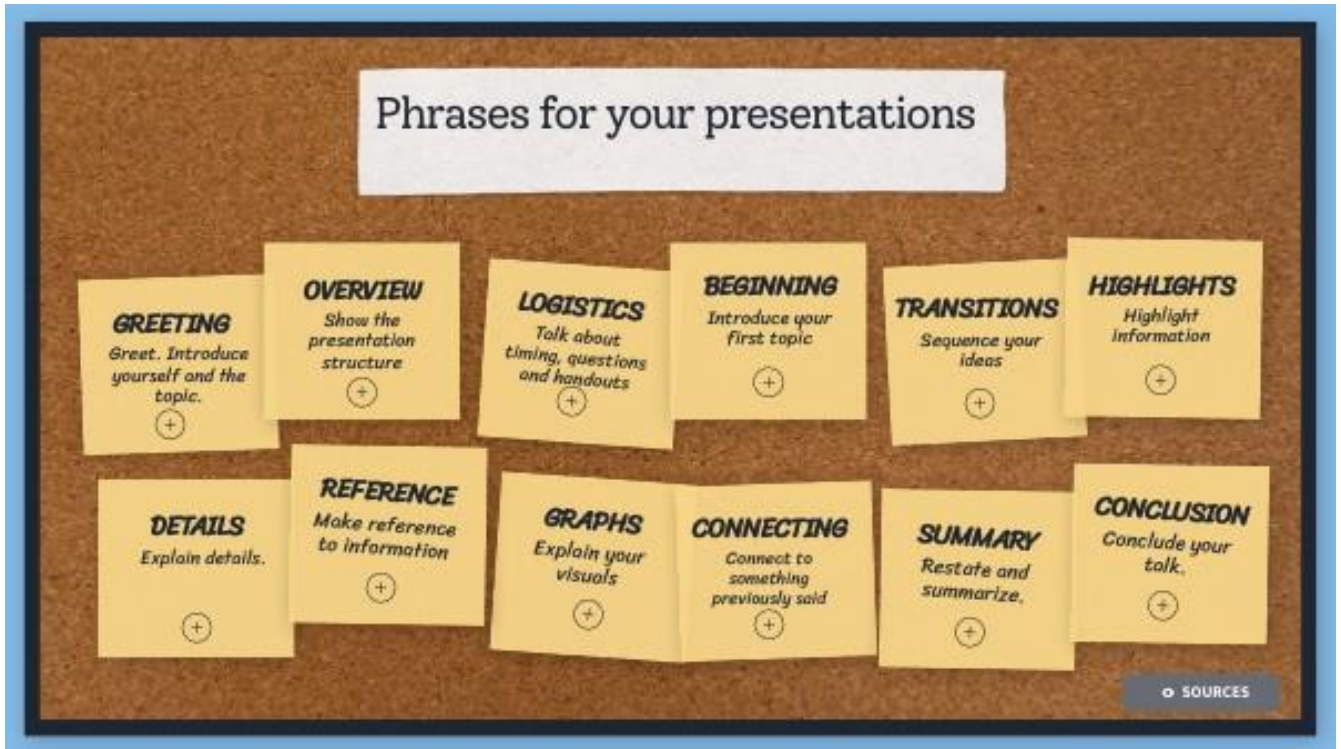 Phrases for your presentations
GREETING
Greet. Introduce
yourself and the
topic.
OVERVIEW
Show the
presentation
structure
LOGISTICS
Talk about
timing, questions
and handouts
BEGINNING
Introduce your
first topic
TRANSITIONS
Sequence your
ideas
HIGHLIGHTS
Highlight
information
DETAILS
Explain details.
REFERENCE
Make reference
to information
GRAPHS
Explain your
visuals
CONNECTING
Connect to
something
previously said
SUMMARY
Restate and
summarize.
CONCLUSION
Conclude your
talk.
SOURCES